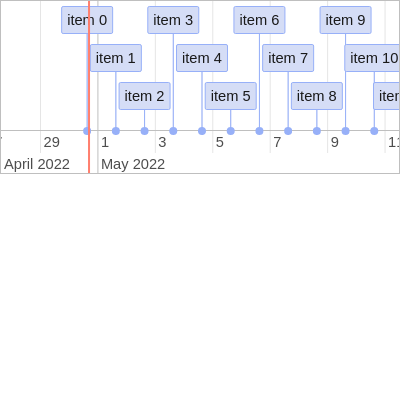 item 0 item 3 item 6 item 9
item 1 item 4 item 7 item 10
item 2 item 5 item 8
29 1 3 5 7 9
April 2022 May 2022